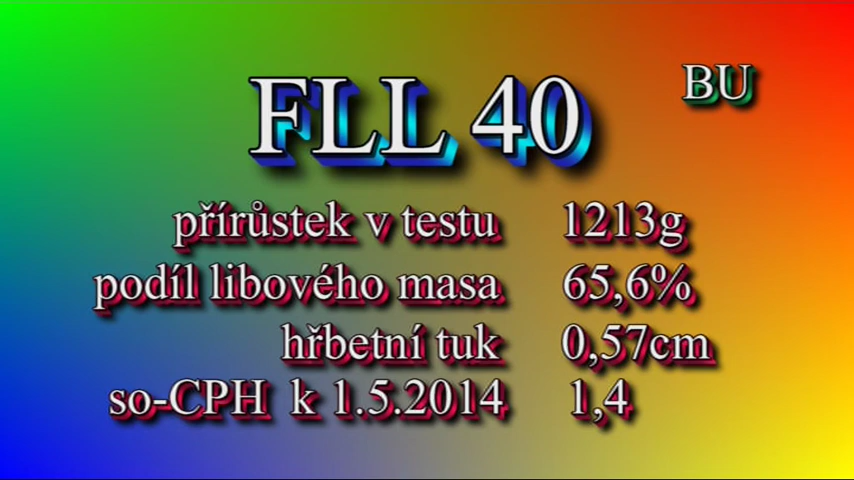 BU
FLL 40
přírůstek v testu 1213g
podíl libového masa 65,6%
hřbetní tuk 0,57cm
so-CPH k 1.5.2014 1,4